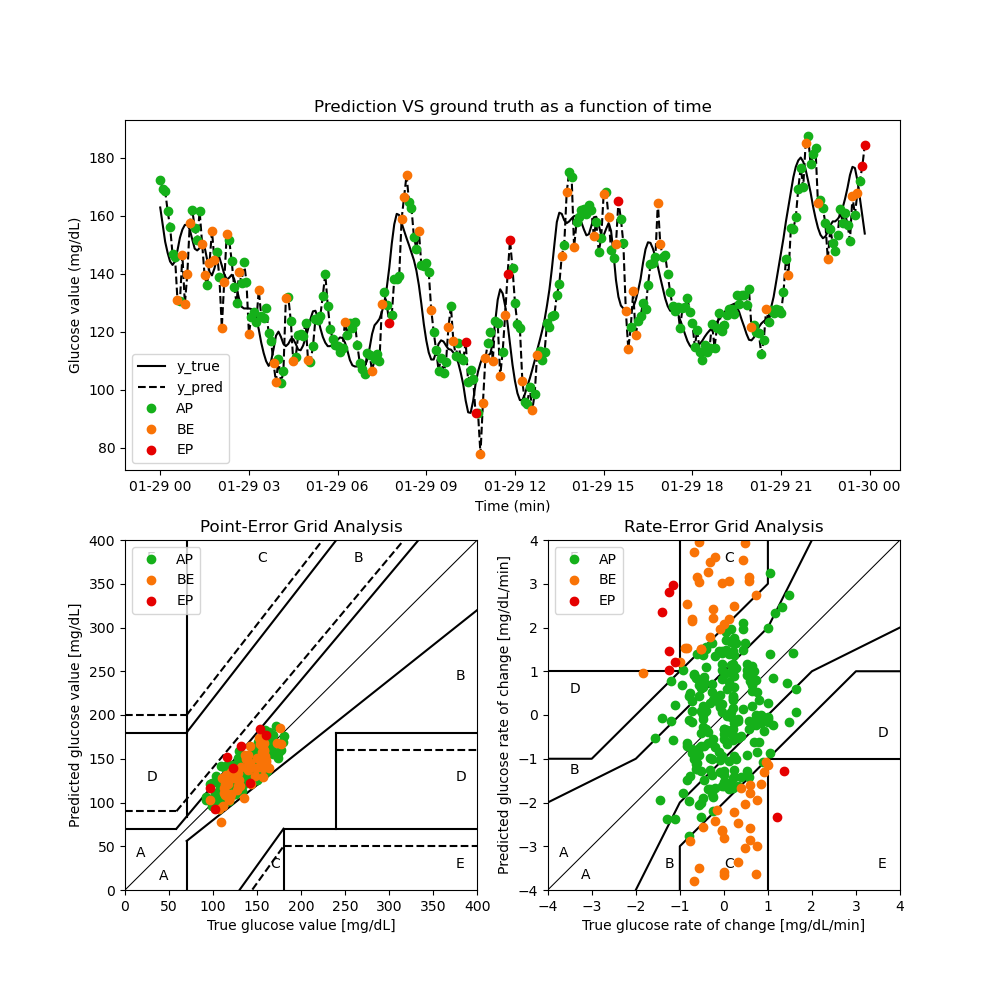 Prediction VS ground truth as a function of time
Glucose value (mg/dL)
180
160
140
120
100
80
y_true
y_pred
AP
BE
EP
01-29 00 01-29 03 01-29 06 01-29 09 01-29 12 01-29 15 01-29 18 01-29 21 01-30 00
Time (min)
Point-Error Grid Analysis
Predicted glucose value [mg/dL]
400
350
300
250
200
150
100
50
0
AP
BE
EP
C
B
B
D
D
A
A
C
E
0 50 100 150 200 250 300 350 400
True glucose value [mg/dL]
Rate-Error Grid Analysis
Predicted glucose rate of change [mg/dL/min]
4
3
2
1
0
−1
−2
−3
−4
AP
BE
EP
C
D
D
B
A
A
B
C
E
−4 −3 −2 −1 0 1 2 3 4
True glucose rate of change [mg/dL/min]